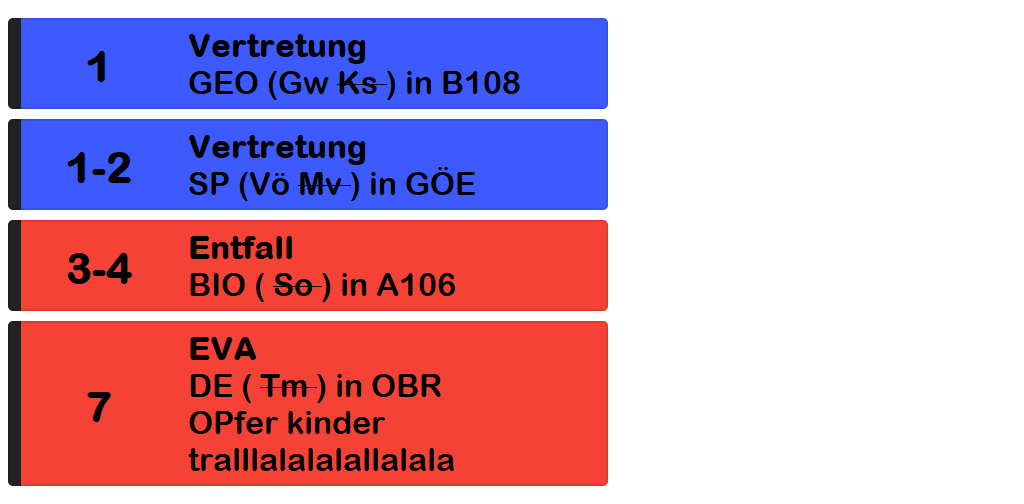 1
Vertretung
GEO (Gw Ks ) in B108
1-2
Vertretung
SP (Vö Mv ) in GÖE
3-4
Entfall
BIO ( So ) in A106
7
EVA
DE ( Tm ) in OBR
OPfer kinder
tralllalalalallalala